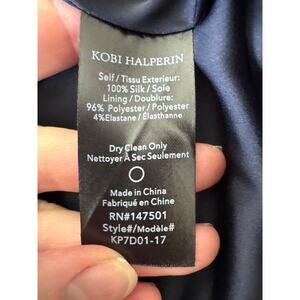 KOBI HALPERIN
Self / Tissu Exterieur:
100% Silk / Soie
Lining / Doublure:
96% Polyester / Polyester
4%Elastane / Élasthanne
Dry Clean Only
Nettoyer À Sec Seulement
Made in China
Fabriqué en Chine
RN#147501
Style#/Modèle#
KP7D01-17